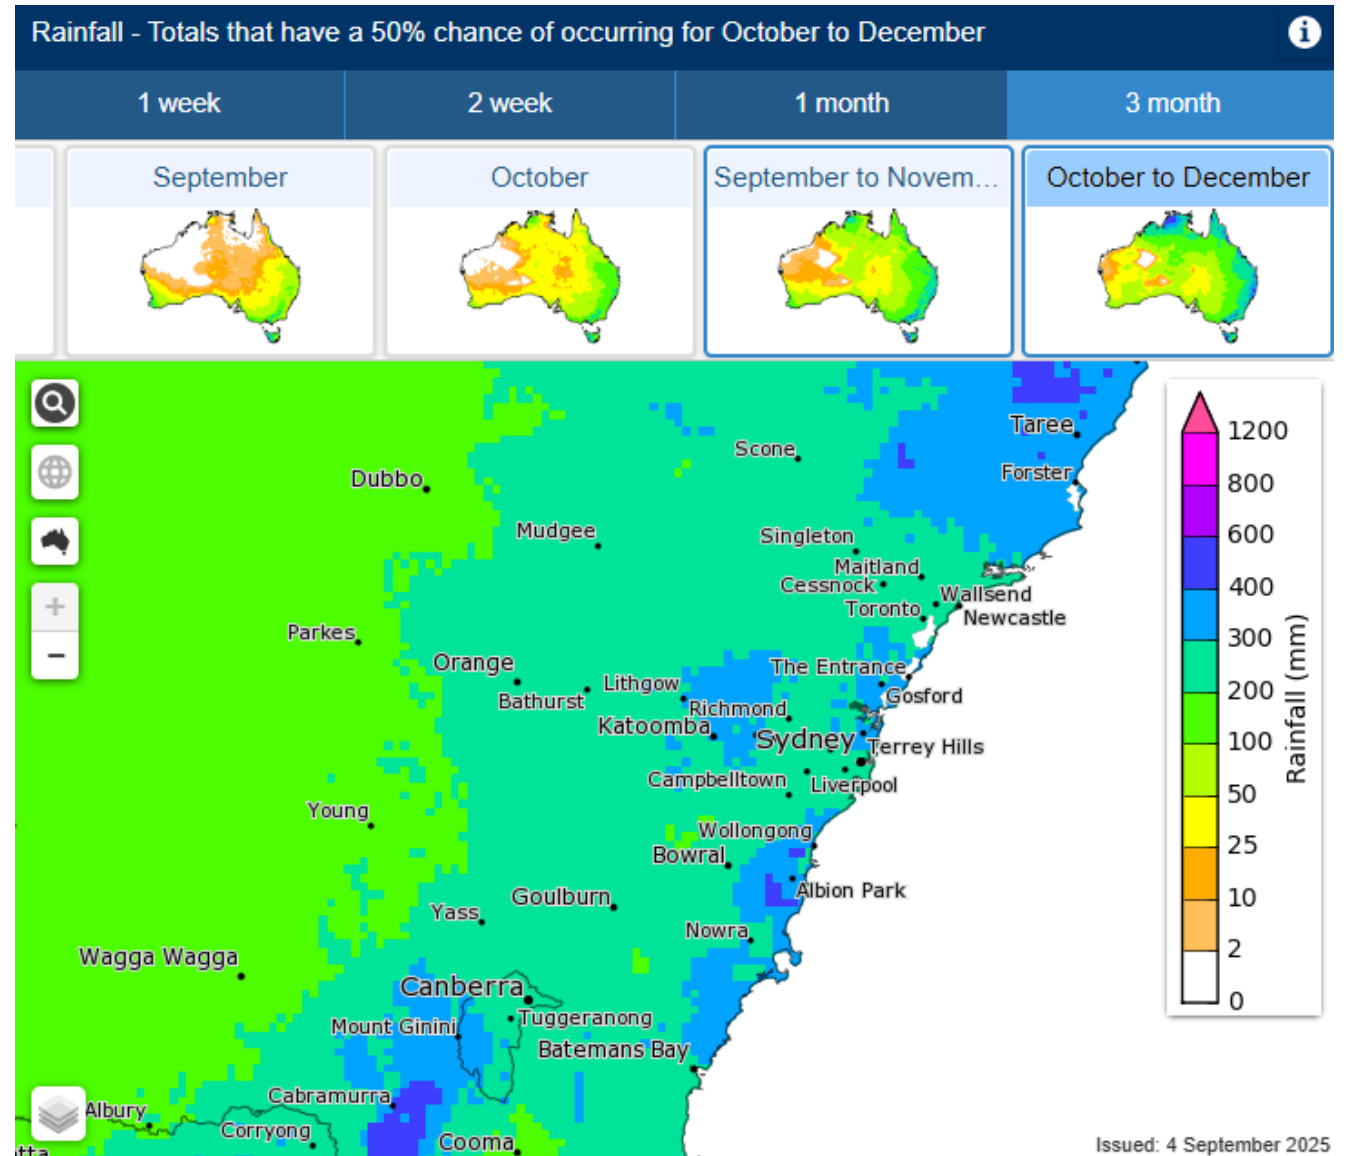 Rainfall - Totals that have a 50% chance of occurring for October to December
1 week
2 week
1 month
3 month
September
October
September to Novem...
October to December
Taree
Scone
Forster
Dubbo
Mudgee
Singleton
Maitland
Cessnock
Wallsend
Toronto
Newcastle
Parkes
Orange
The Entrance
Lithgow
Bathurst
Gosford
Richmond
Katoomba
Sydney
Terrey Hills
Campbelltown
Liverpool
Young
Wollongong
Bowral
Albion Park
Goulburn
Yass
Nowra
Wagga Wagga
Canberra
Tuggeranong
Mount Ginini
Batemans Bay
Cabramurra
Albury
Corryong
Cooma
tta
1200
800
600
400
300
200
100
50
25
10
2
0
Rainfall (mm)
Issued: 4 September 2025